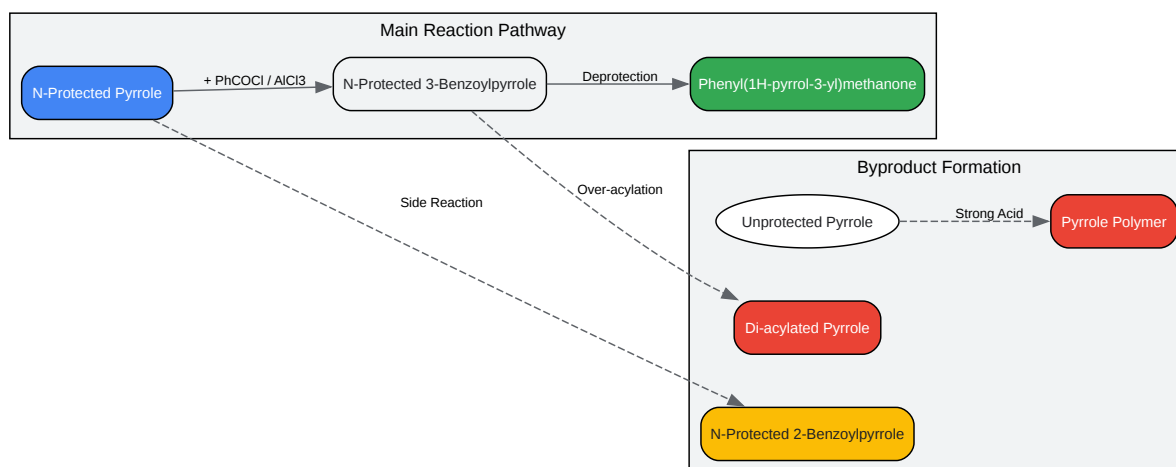 Main Reaction Pathway
N-Protected Pyrrole
+ PhCOCl / AlCl3
N-Protected 3-Benzoylpyrrole
Deprotection
Phenyl(1H-pyrrol-3-yl)methanone
Side Reaction
Over-acylation
Byproduct Formation
Unprotected Pyrrole
Strong Acid
Pyrrole Polymer
Di-acylated Pyrrole
N-Protected 2-Benzoylpyrrole